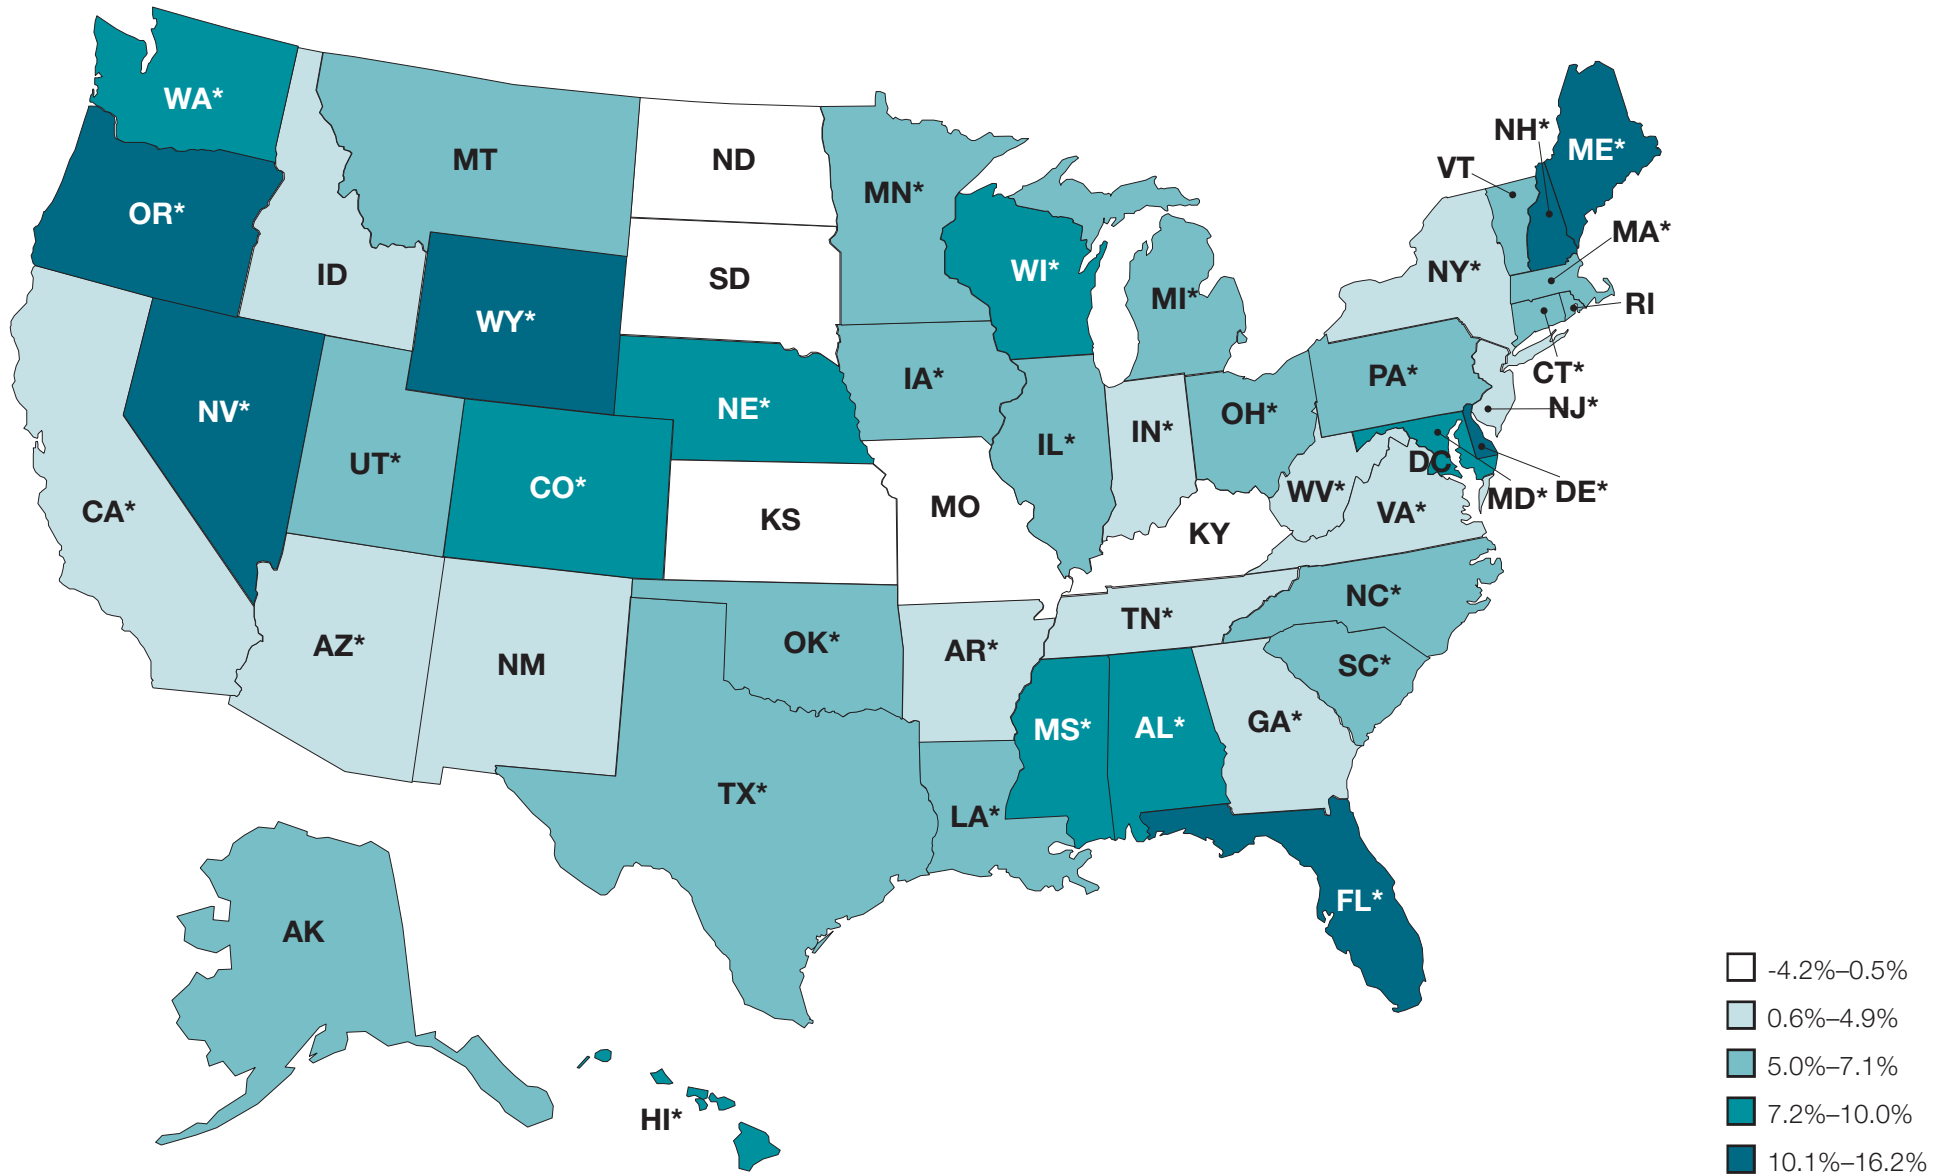 WA*
OR*
CA*
NV*
ID
MT
WY*
UT*
CO*
AZ*
NM
ND
SD
NE*
KS
OK*
TX*
MN*
IA*
MO
AR*
LA*
WI*
IL*
MI*
IN*
OH*
KY
TN*
MS*
AL*
GA*
FL*
SC*
NC*
VA*
WV*
DC
MD*
DE*
PA*
NJ*
NY*
CT*
RI
MA*
VT
NH*
ME*
AK
HI*
-4.2%–0.5%
0.6%–4.9%
5.0%–7.1%
7.2%–10.0%
10.1%–16.2%